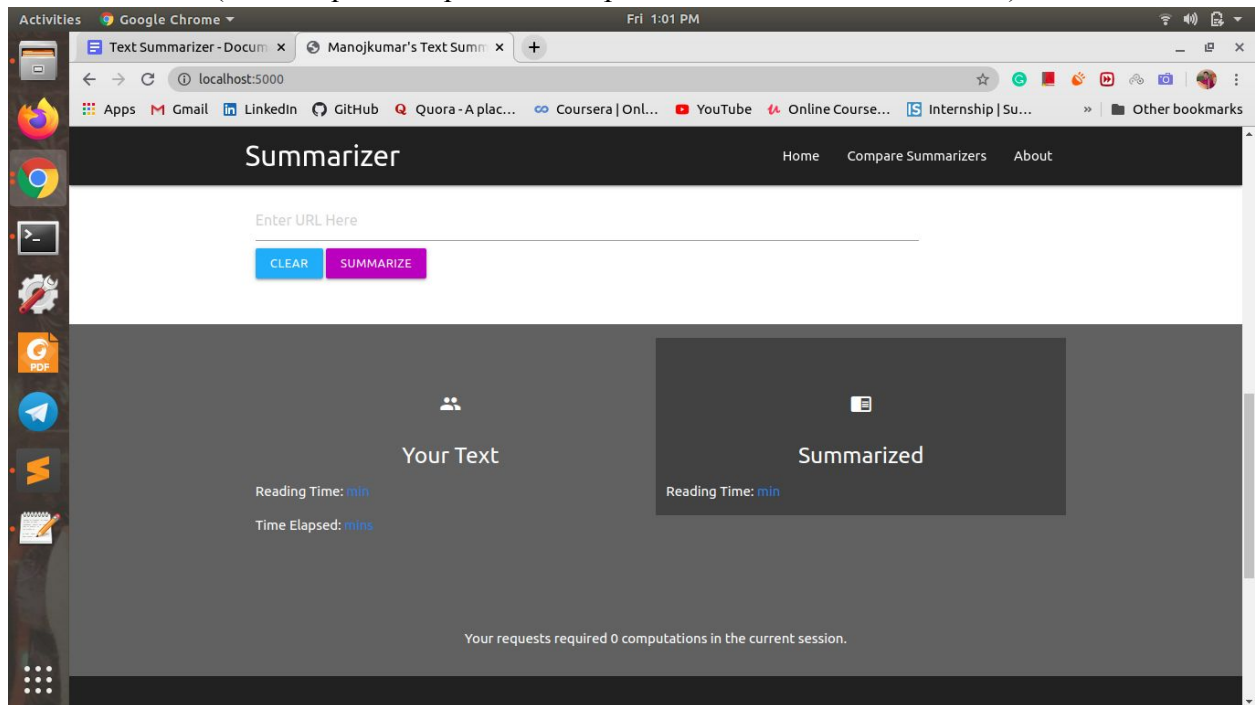 Activities Google Chrome Fri 1:01 PM
Text Summarizer - Docum Manojkumar's Text Summ
localhost:5000
Apps Gmail LinkedIn GitHub Quora - A plac... Coursera | Onl... YouTube Online Course... Internship | Su... » Other bookmarks
Summarizer Home Compare Summarizers About
Enter URL Here
CLEAR SUMMARIZE
PDF
Your Text Summarized
Reading Time: min Reading Time: min
Time Elapsed: mins
Your requests required 0 computations in the current session.